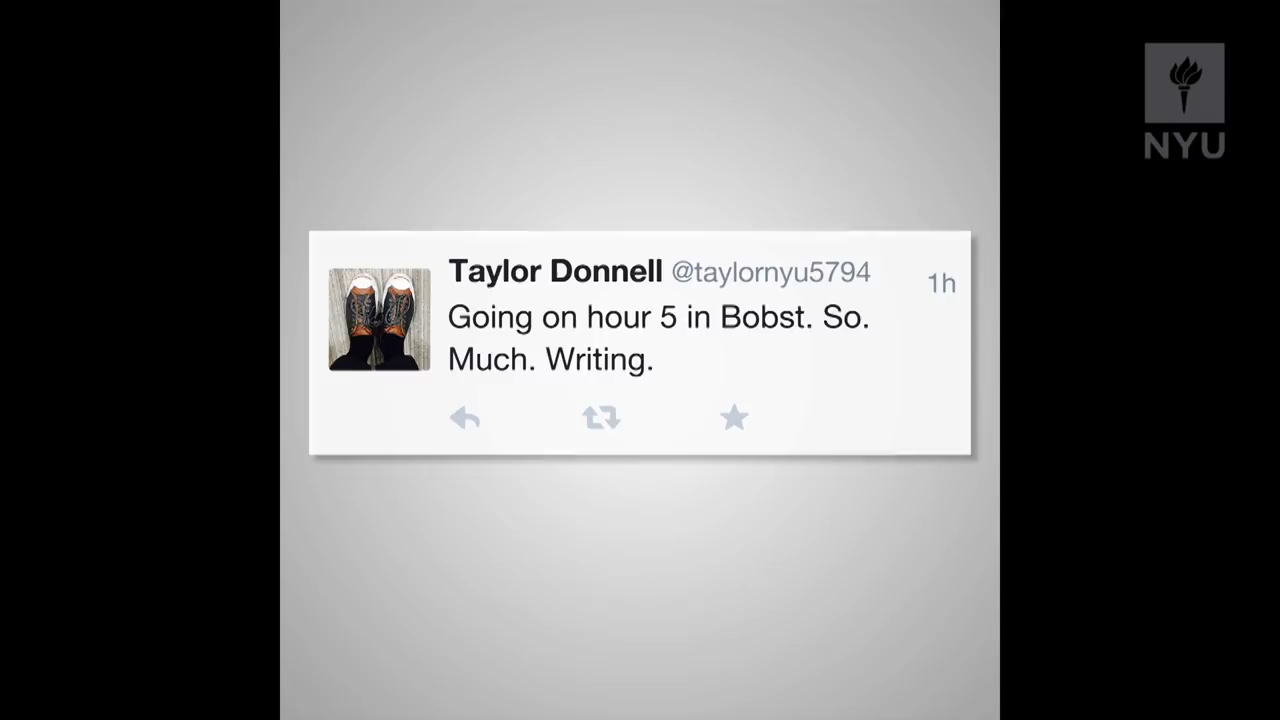 NYU
Taylor Donnell @taylornyu5794
1h
Going on hour 5 in Bobst. So.
Much. Writing.